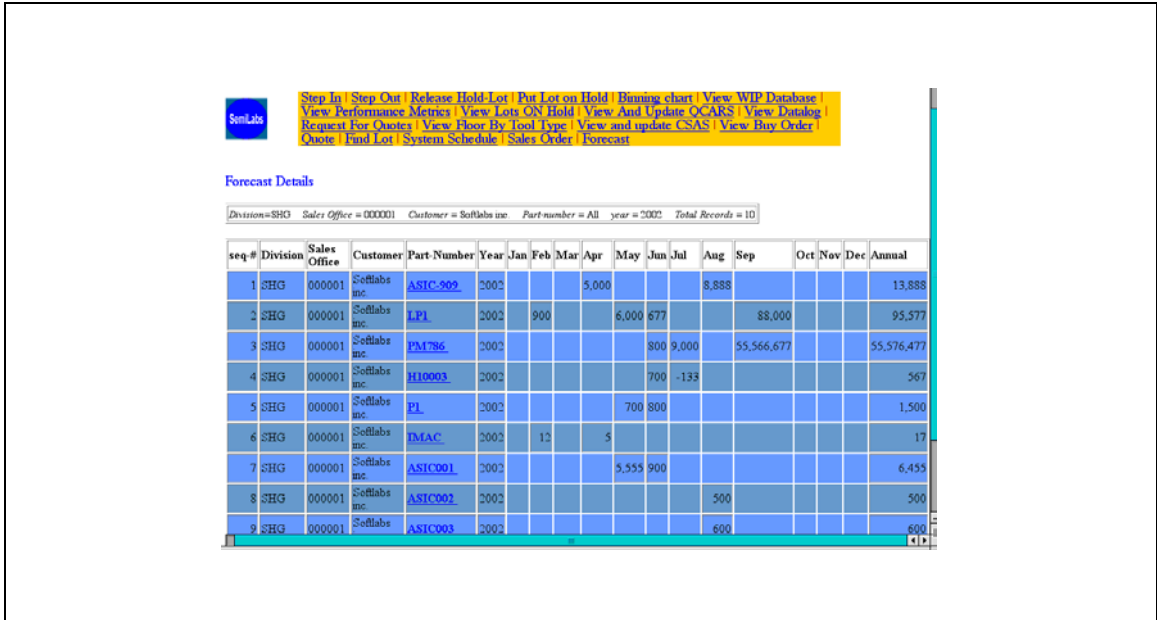 SemiLabs
Step In | Step Out | Release Hold-Lot | Put Lot on Hold | Binning chart | View WIP Database |
View Performance Metrics | View Lots ON Hold | View And Update QCARS | View Datalog |
Request For Quotes | View Floor By Tool Type | View and update CSAS | View Buy Order |
Quote | Find Lot | System Schedule | Sales Order | Forecast
Forecast Details
Division=SHG Sales Office = 000001 Customer = Softlabs inc. Part-number = All year = 2002 Total Records = 10
seq-# Division Sales Office Customer Part-Number Year Jan Feb Mar Apr May Jun Jul Aug Sep Oct Nov Dec Annual
1 SHG 000001 Softlabs inc. ASIC-909 2002 5,000 8,888 13,888
2 SHG 000001 Softlabs inc. LP1 2002 900 6,000 677 88,000 95,577
3 SHG 000001 Softlabs inc. PM786 2002 800 9,000 55,566,677 55,576,477
4 SHG 000001 Softlabs inc. H10003 2002 700 -133 567
5 SHG 000001 Softlabs inc. P1 2002 700 800 1,500
6 SHG 000001 Softlabs inc. IMAC 2002 12 5 17
7 SHG 000001 Softlabs inc. ASIC001 2002 5,555 900 6,455
8 SHG 000001 Softlabs inc. ASIC002 2002 500 500
9 SHG 000001 Softlabs ASIC003 2002 600 600